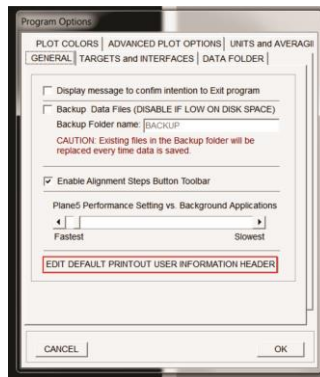 Program Options
PLOT COLORS | ADVANCED PLOT OPTIONS | UNITS and AVERAGI
GENERAL | TARGETS and INTERFACES | DATA FOLDER |
Display message to confim intention to Exit program
Backup Data Files (DISABLE IF LOW ON DISK SPACE)
Backup Folder name: BACKUP
CAUTION: Existing files in the Backup folder will be
replaced every time data is saved.
Enable Alignment Steps Button Toolbar
Plane5 Performance Setting vs. Background Applications
Fastest Slowest
EDIT DEFAULT PRINTOUT USER INFORMATION HEADER
CANCEL OK